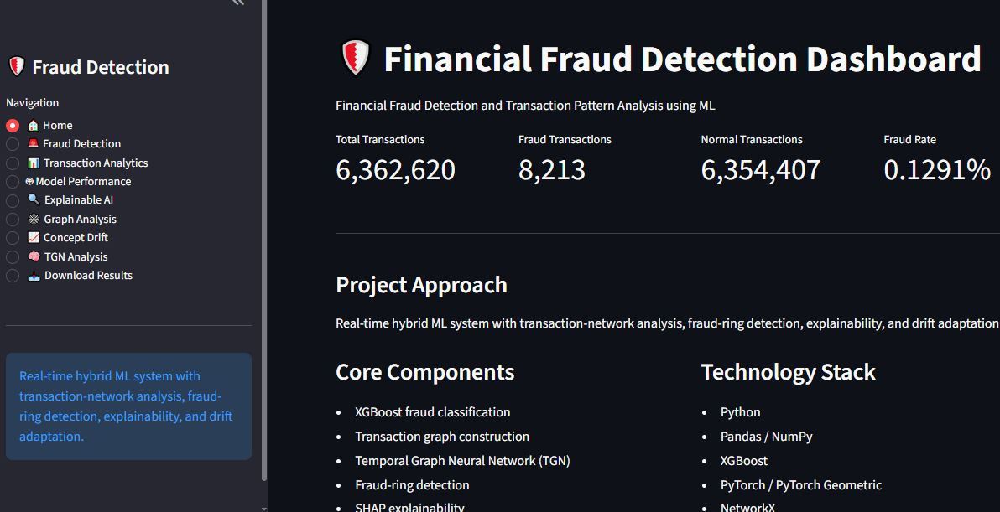 Fraud Detection
Navigation
Home
Fraud Detection
Transaction Analytics
Model Performance
Explainable AI
Graph Analysis
Concept Drift
TGN Analysis
Download Results
Real-time hybrid ML system with
transaction-network analysis, fraud-
ring detection, explainability, and drift
adaptation.
Financial Fraud Detection Dashboard
Financial Fraud Detection and Transaction Pattern Analysis using ML
Total Transactions
6,362,620
Fraud Transactions
8,213
Normal Transactions
6,354,407
Fraud Rate
0.1291%
Project Approach
Real-time hybrid ML system with transaction-network analysis, fraud-ring detection, explainability, and drift adaptation
Core Components
XGBoost fraud classification
Transaction graph construction
Temporal Graph Neural Network (TGN)
Fraud-ring detection
SHAP explainability
Technology Stack
Python
Pandas / NumPy
XGBoost
PyTorch / PyTorch Geometric
NetworkX